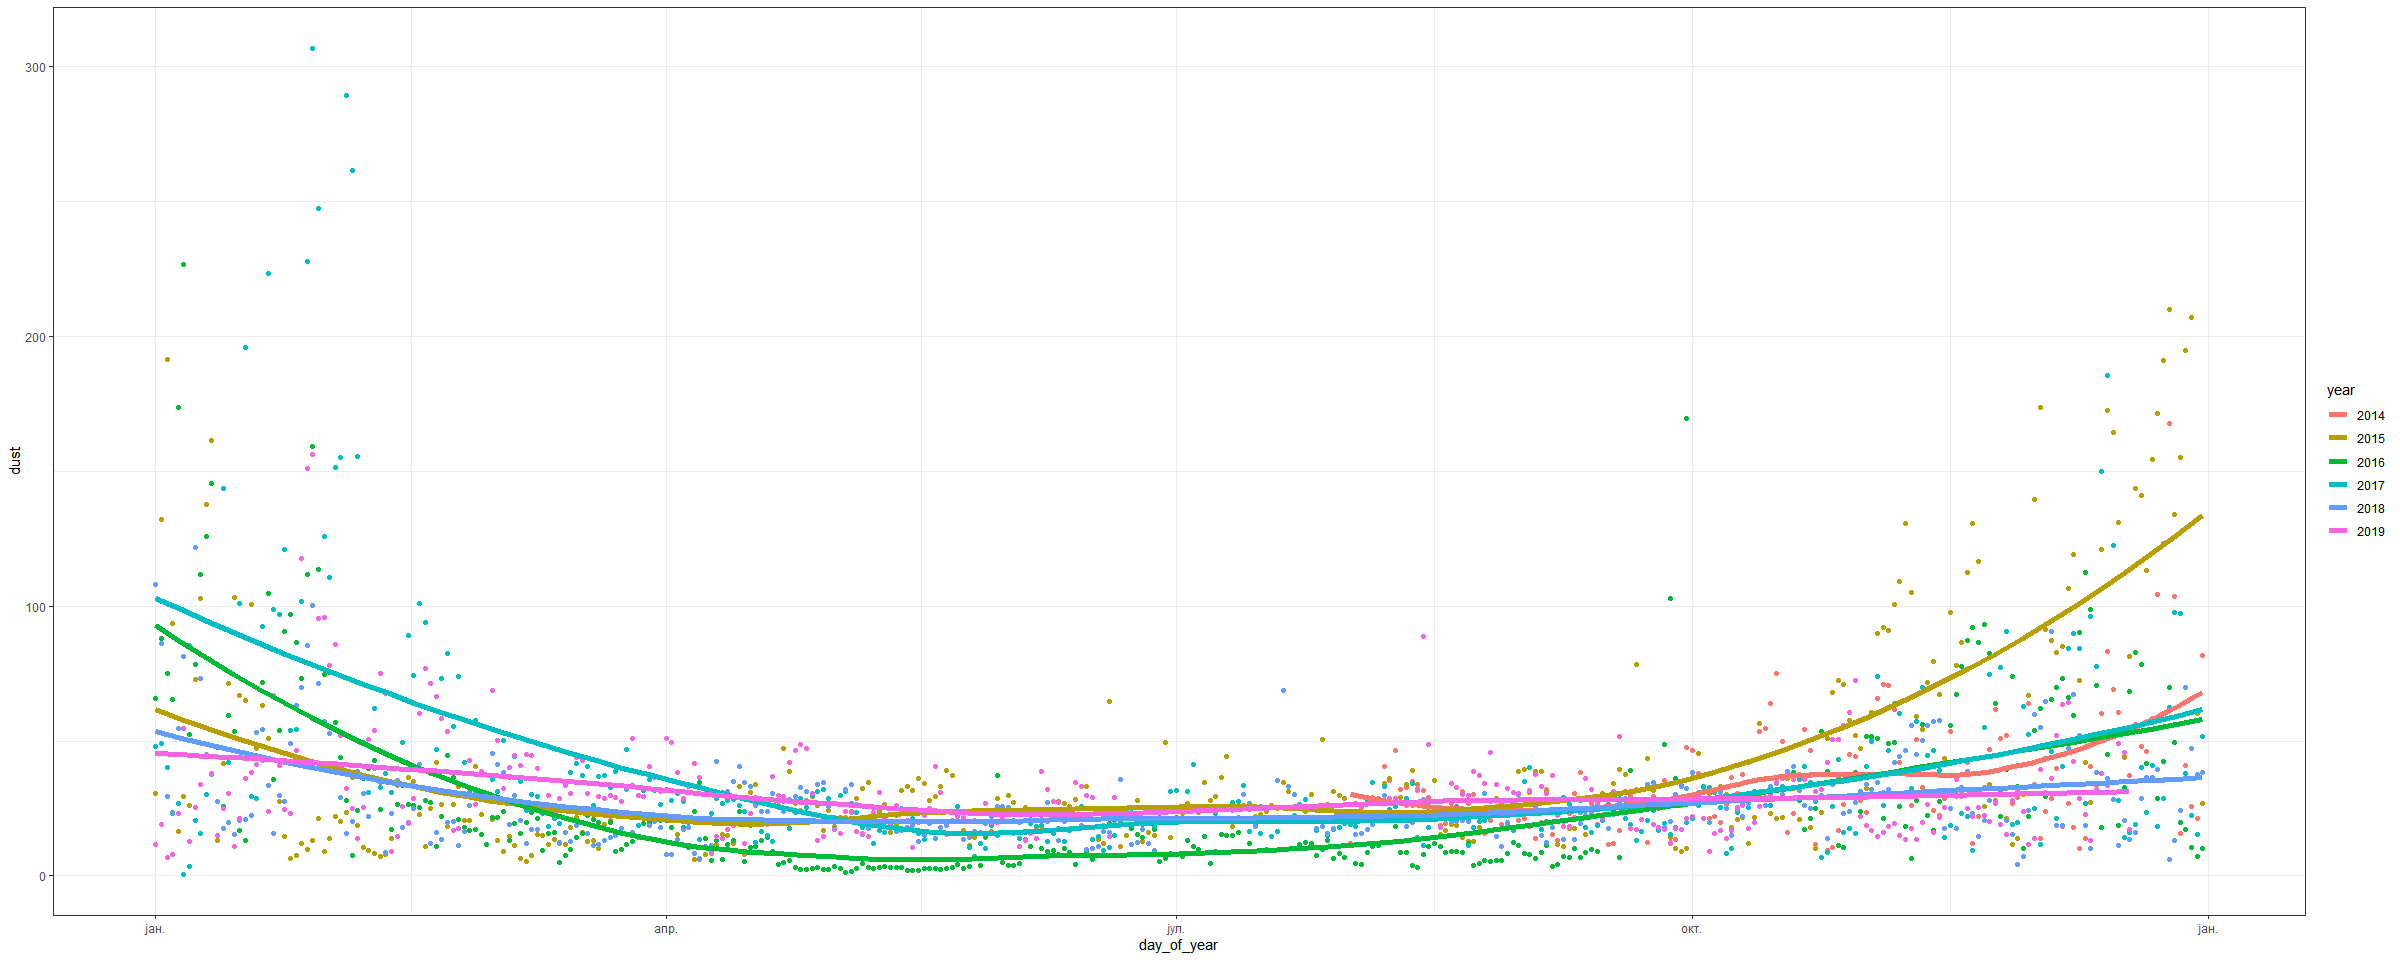 300
200
100
0
dust
јан.
апр.
јул.
окт.
јан.
day_of_year
year
2014
2015
2016
2017
2018
2019